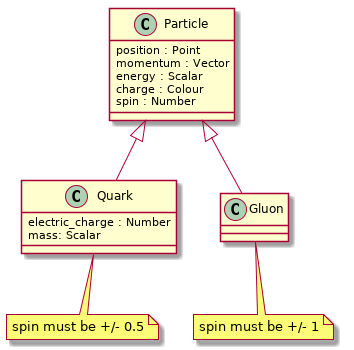 C Particle
position : Point
momentum : Vector
energy : Scalar
charge : Colour
spin : Number
C Quark
electric_charge : Number
mass: Scalar
C Gluon
spin must be +/- 0.5
spin must be +/- 1